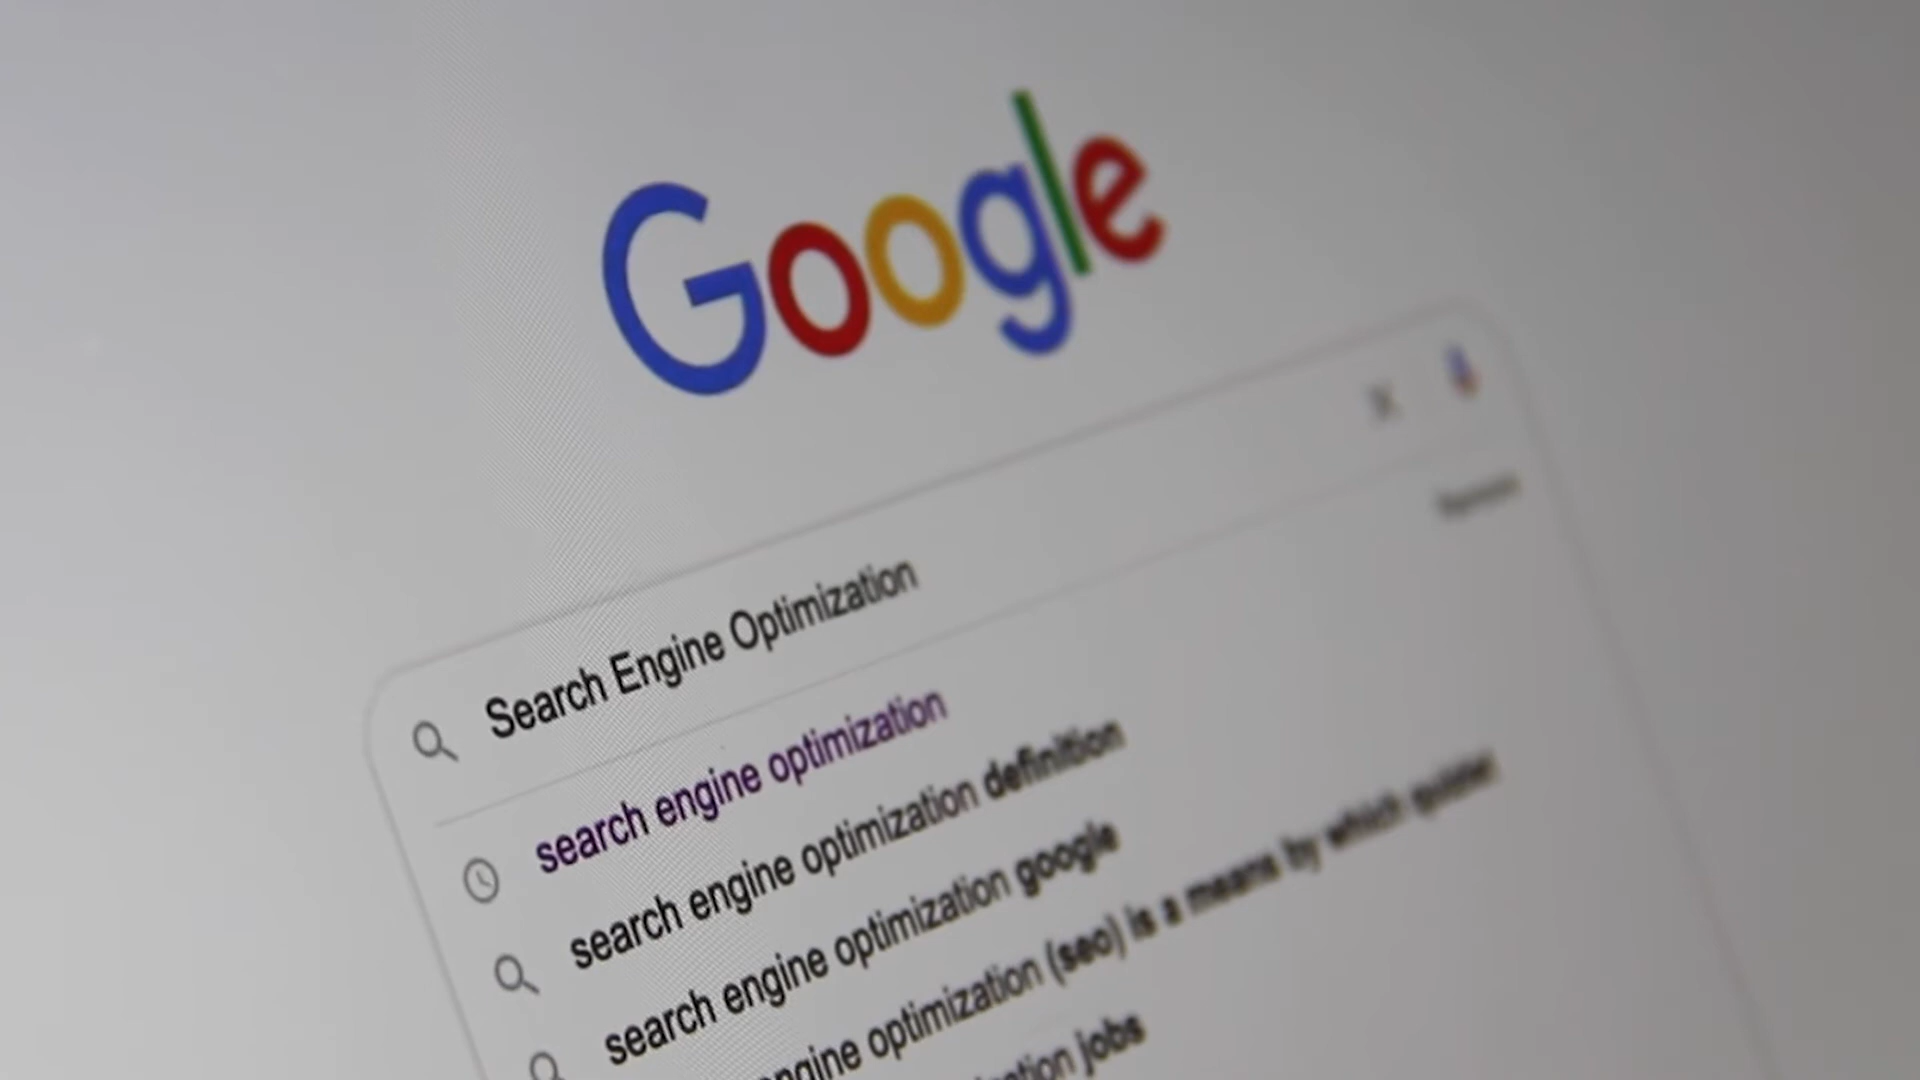 Google
Search Engine Optimization
search engine optimization
search engine optimization definition
search engine optimization google
engine optimization (seo) is a means by which
jobs